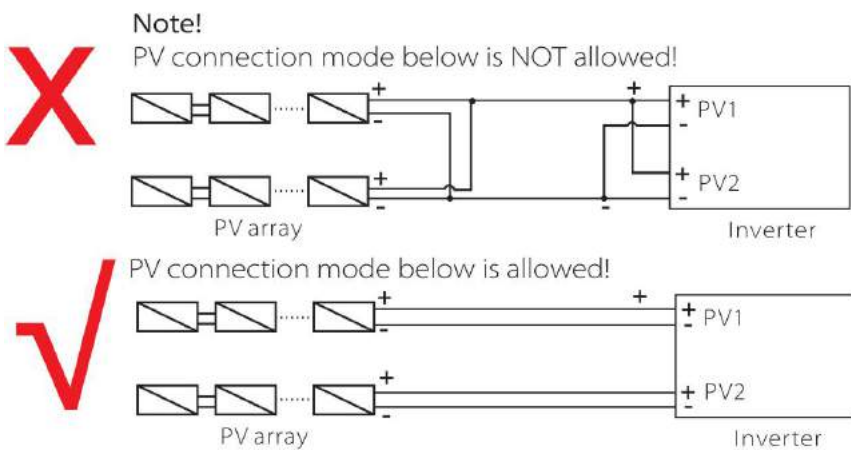 Note!
PV connection mode below is NOT allowed!
+ +
+ PV1
- -
+ + PV2
- - -
PV array
Inverter
PV connection mode below is allowed!
+ +
+ PV1
- -
+ + PV2
- -
PV array
Inverter